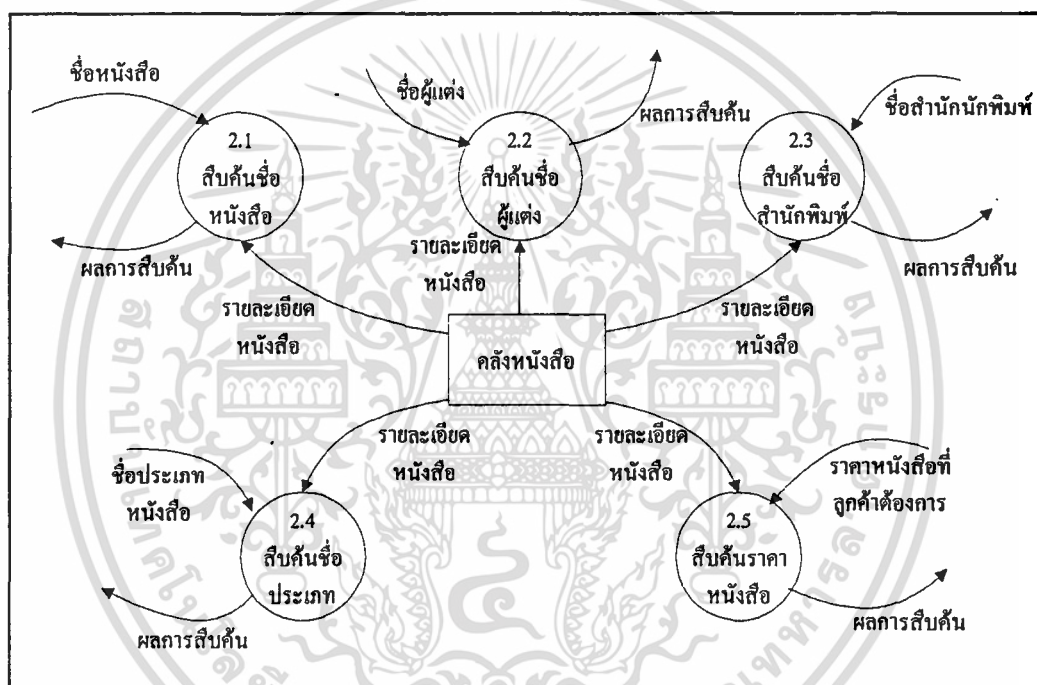 ชื่อหนังสือ
2.1
สืบค้นชื่อ
หนังสือ
ผลการสืบค้น
รายละเอียด
หนังสือ
ชื่อผู้แต่ง
2.2
สืบค้นชื่อ
ผู้แต่ง
ผลการสืบค้น
รายละเอียด
หนังสือ
ชื่อสำนักนักพิมพ์
2.3
สืบค้นชื่อ
สำนักพิมพ์
ผลการสืบค้น
รายละเอียด
หนังสือ
คลังหนังสือ
รายละเอียด
หนังสือ
ชื่อประเภท
หนังสือ
2.4
สืบค้นชื่อ
ประเภท
ผลการสืบค้น
รายละเอียด
หนังสือ
ราคาหนังสือที่
ลูกค้าต้องการ
2.5
สืบค้นราคา
หนังสือ
ผลการสืบค้น